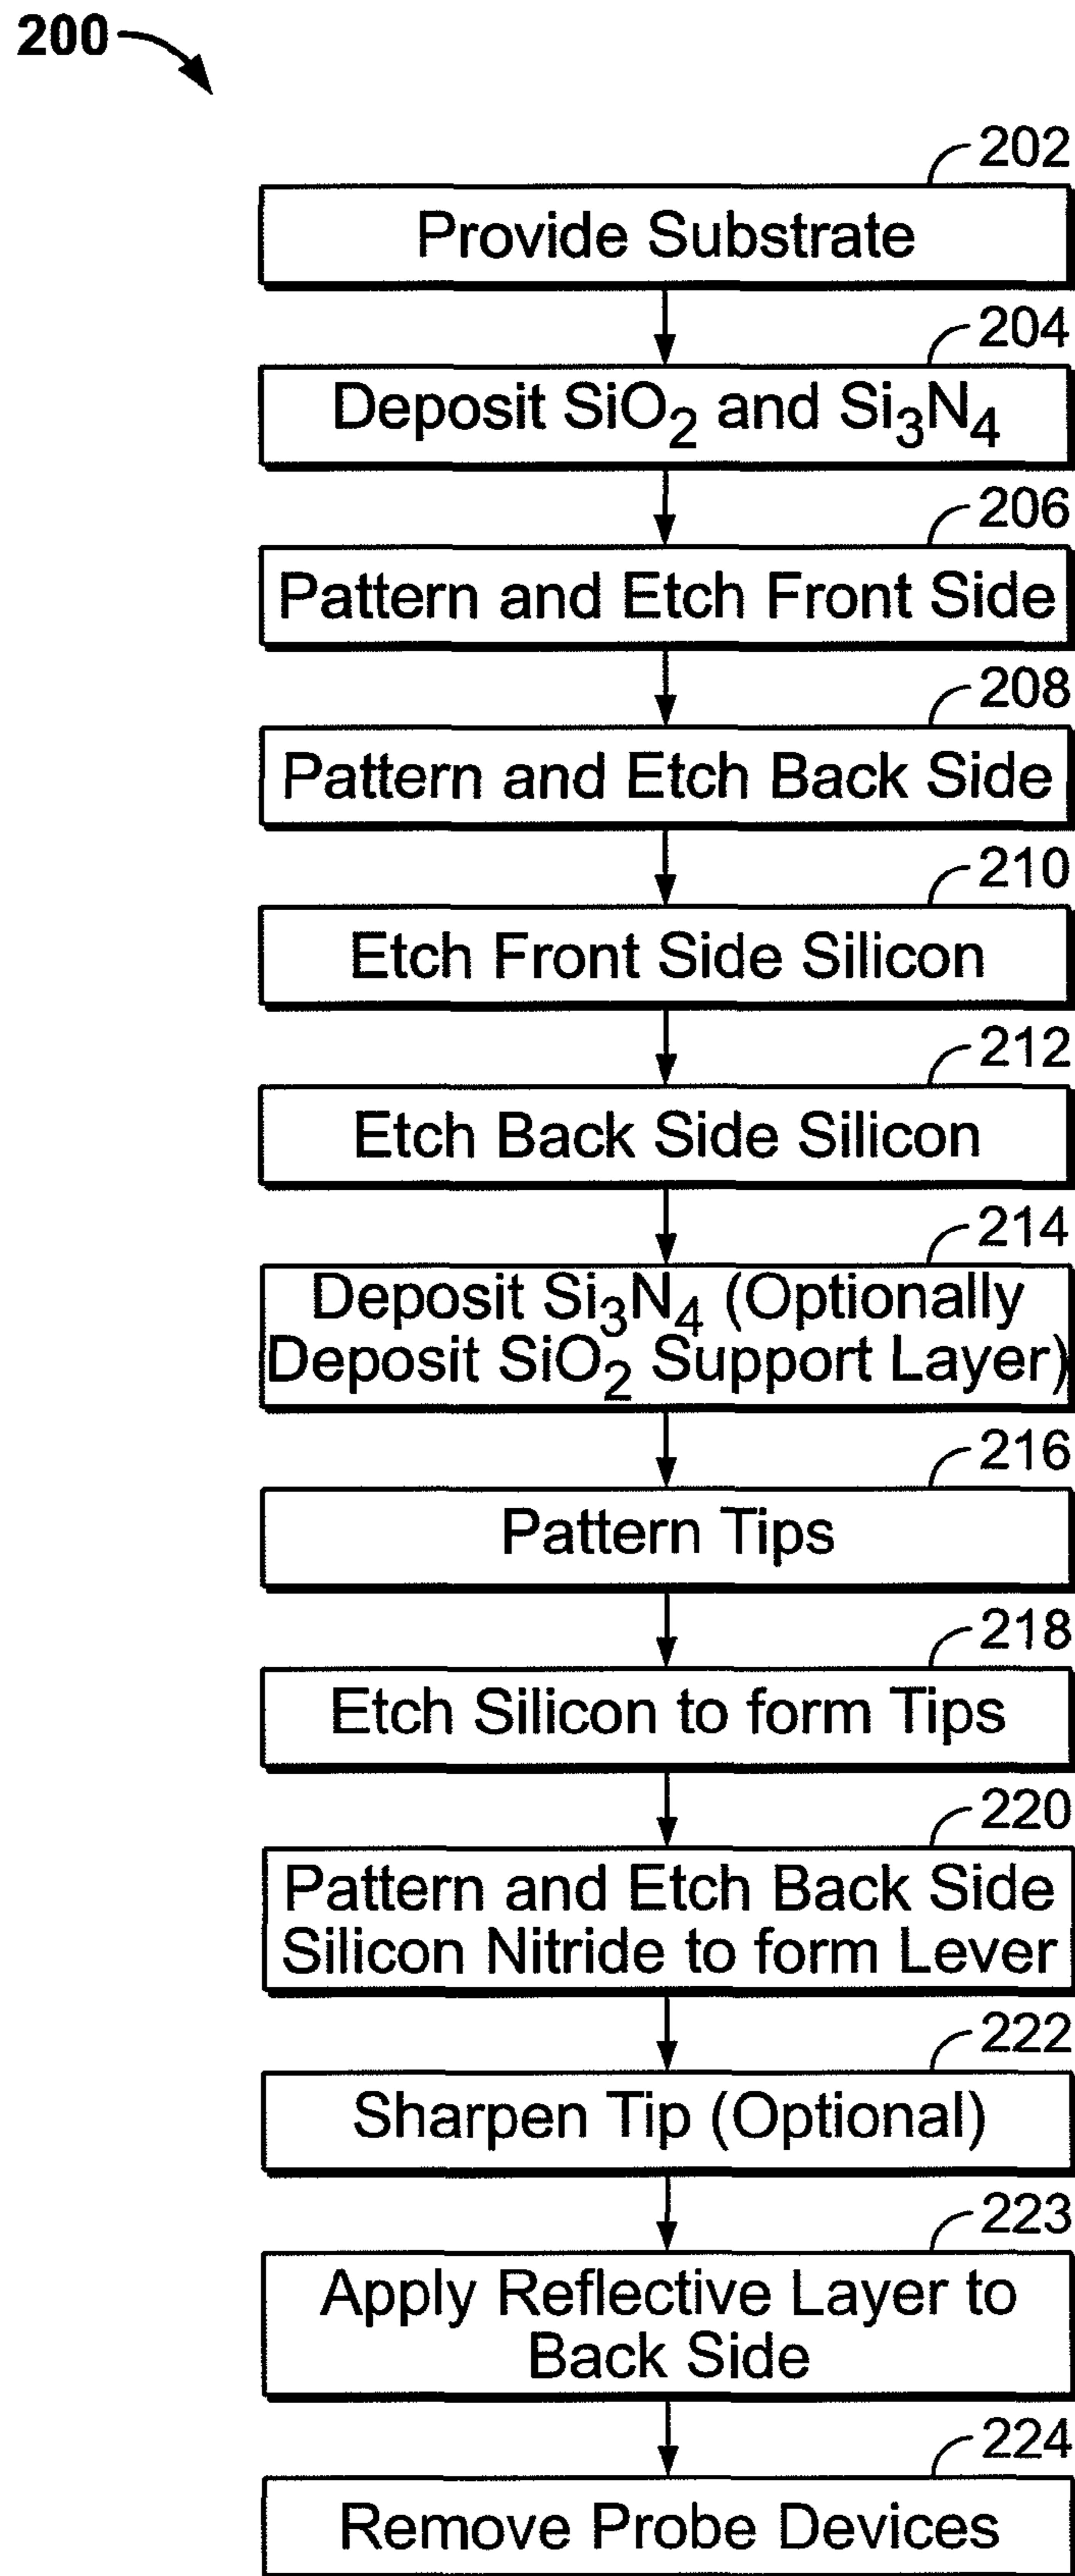 200
202
Provide Substrate
204
Deposit SiO2 and Si3N4
206
Pattern and Etch Front Side
208
Pattern and Etch Back Side
210
Etch Front Side Silicon
212
Etch Back Side Silicon
214
Deposit Si3N4 (Optionally
Deposit SiO2 Support Layer)
216
Pattern Tips
218
Etch Silicon to form Tips
220
Pattern and Etch Back Side
Silicon Nitride to form Lever
222
Sharpen Tip (Optional)
223
Apply Reflective Layer to
Back Side
224
Remove Probe Devices